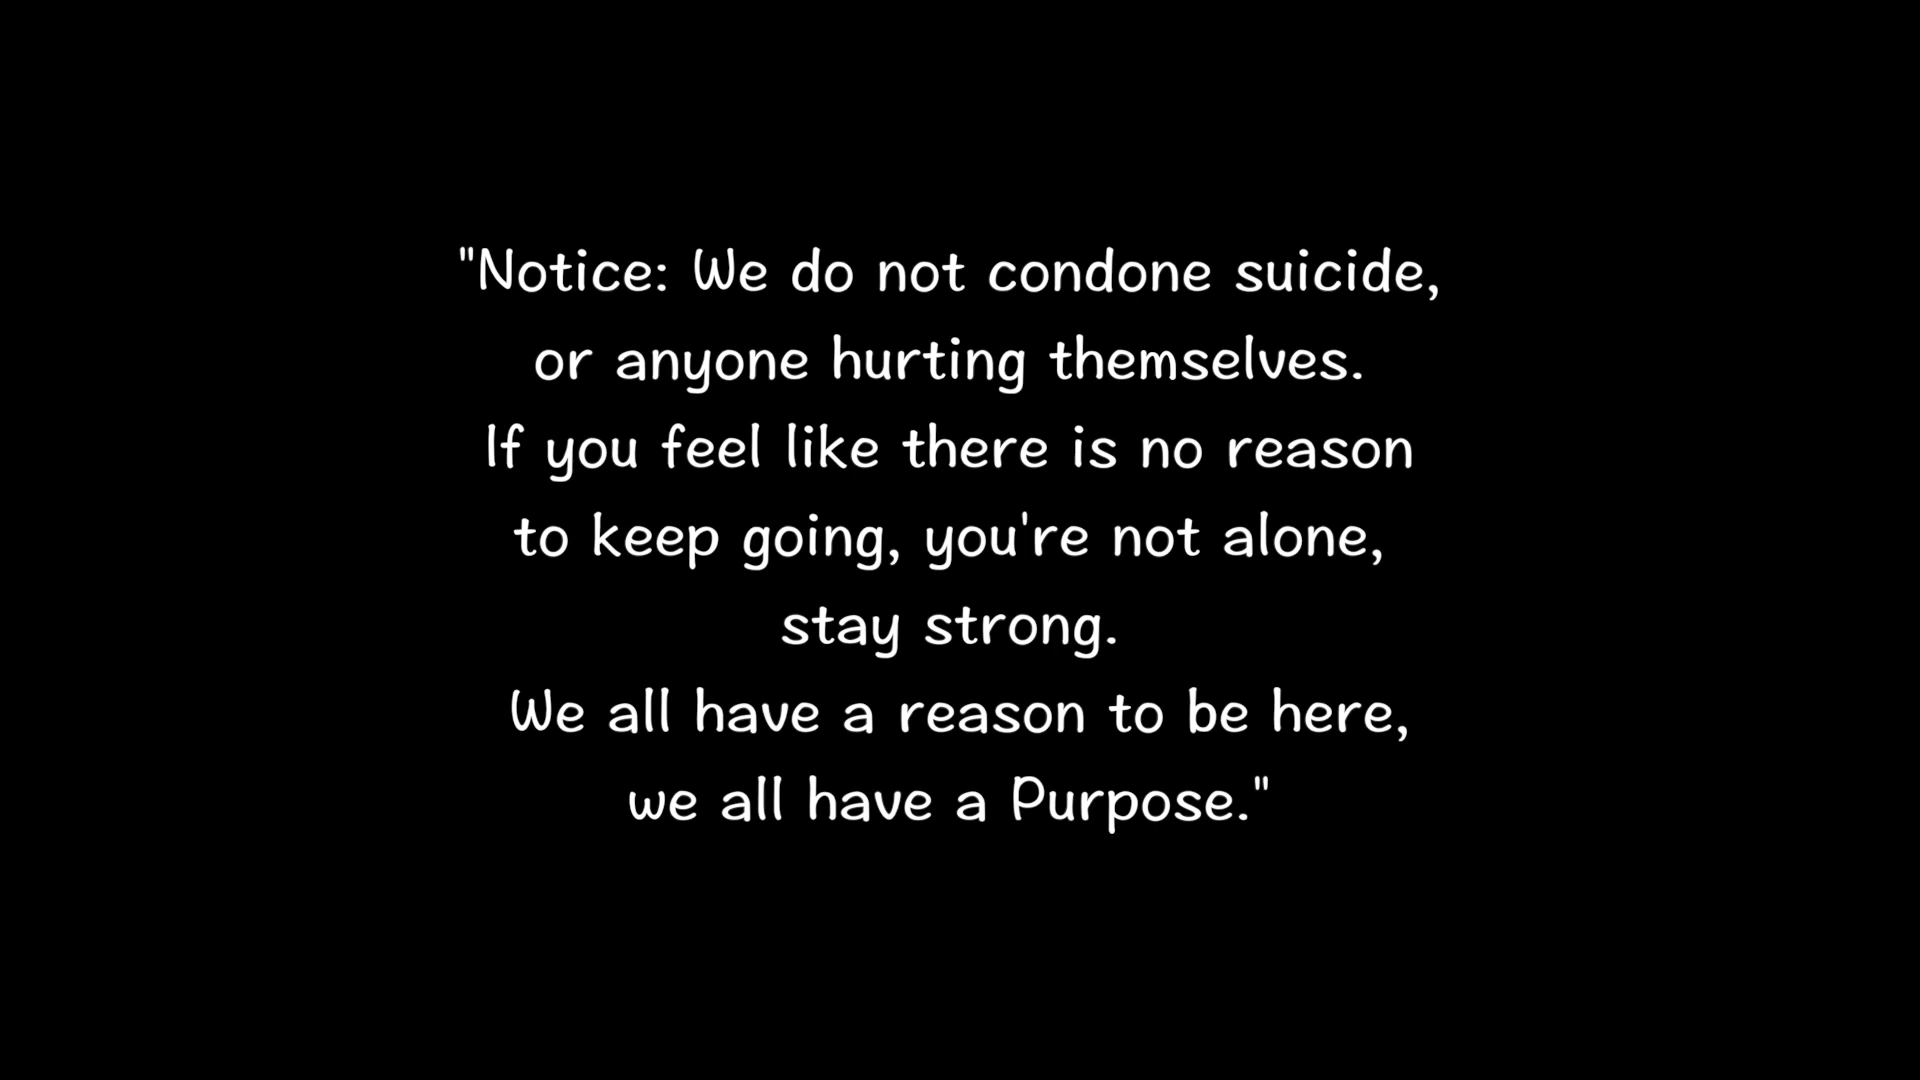 "Notice: We do not condone suicide,
or anyone hurting themselves.
If you feel like there is no reason
to keep going, you're not alone,
stay strong.
We all have a reason to be here,
we all have a Purpose."